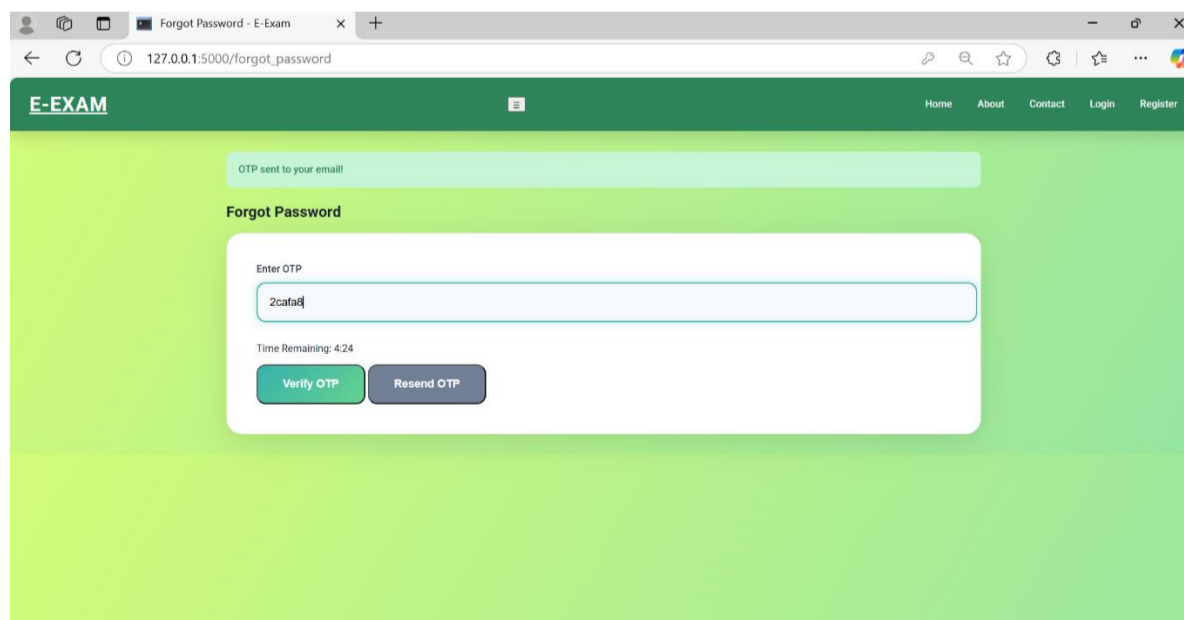 Forgot Password - E-Exam
127.0.0.1:5000/forgot_password
E-EXAM Home About Contact Login Register
OTP sent to your email!
Forgot Password
Enter OTP
2cafa8
Time Remaining: 4:24
Verify OTP Resend OTP